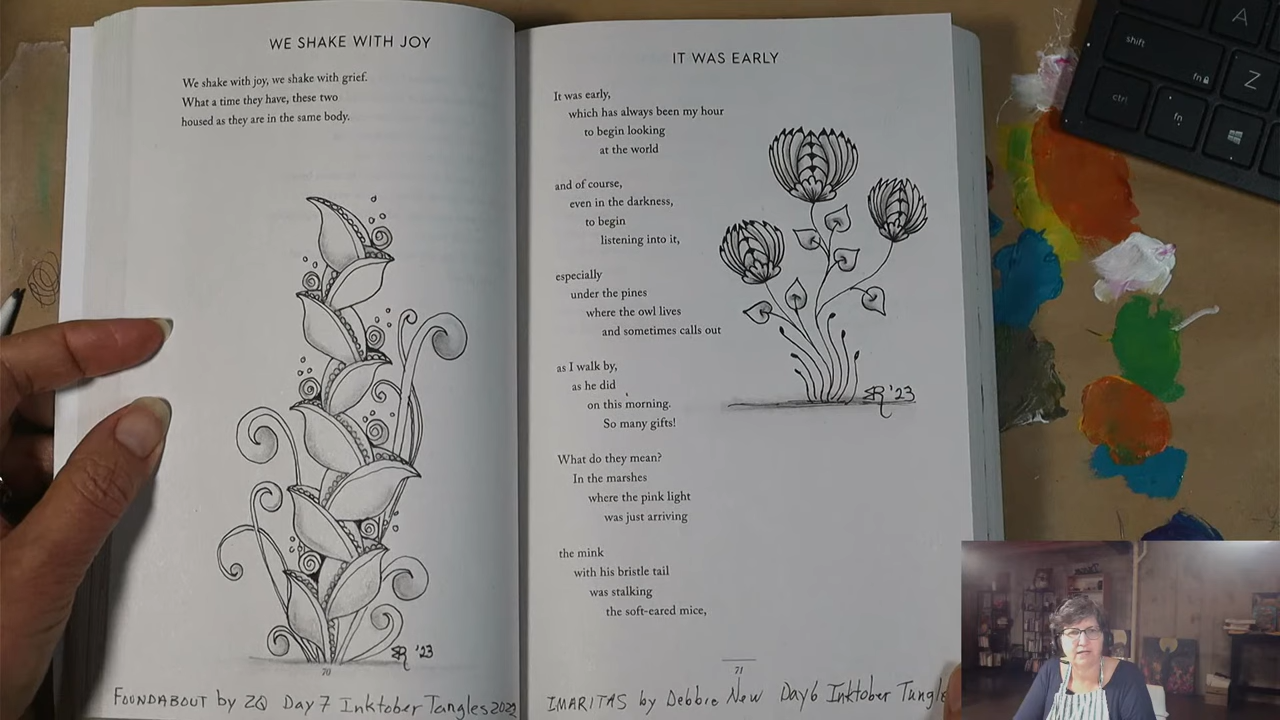 WE SHAKE WITH JOY
We shake with joy, we shake with grief.
What a time they have, these two
housed as they are in the same body.
SR '23
70
FOUNDABOUT by ZQ Day 7 Inktober Tangles 2022
IT WAS EARLY
It was early,
which has always been my hour
to begin looking
at the world
and of course,
even in the darkness,
to begin
listening into it,
especially
under the pines
where the owl lives
and sometimes calls out
as I walk by,
as he did
on this morning.
So many gifts!
What do they mean?
In the marshes
where the pink light
was just arriving
the mink
with his bristle tail
was stalking
the soft-eared mice,
SR '23
71
IMARITAS by Debbie New Day 6 Inktober Tangle
shift
fn
ctrl
fn
A
Z